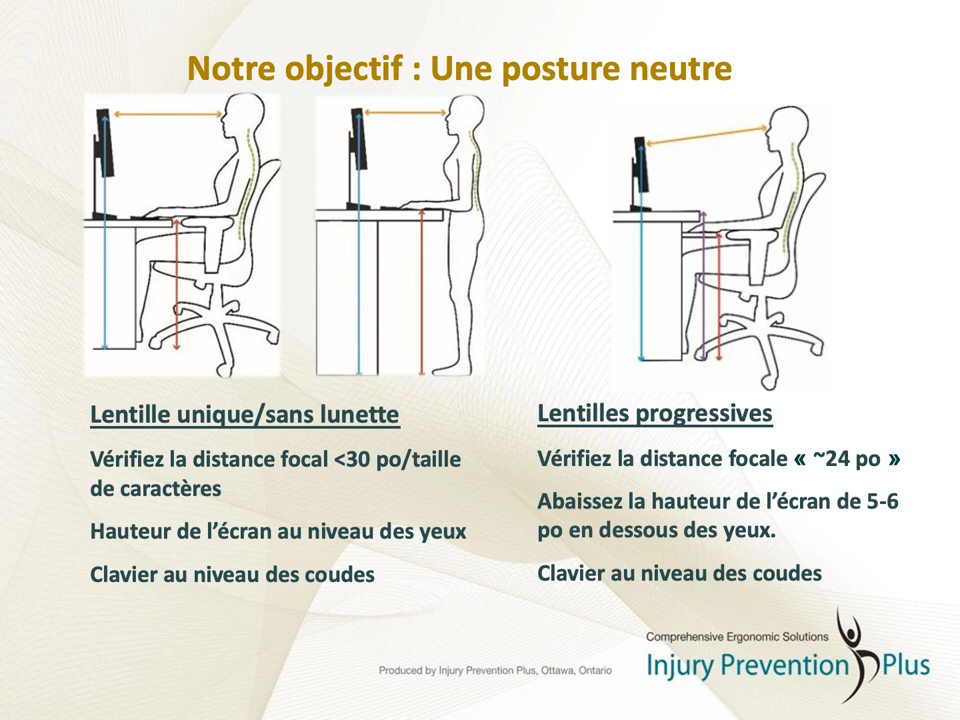 Notre objectif : Une posture neutre
Lentille unique/sans lunette
Vérifiez la distance focal <30 po/taille
de caractères
Hauteur de l’écran au niveau des yeux
Clavier au niveau des coudes
Lentilles progressives
Vérifiez la distance focale « ~24 po »
Abaissez la hauteur de l’écran de 5-6
po en dessous des yeux.
Clavier au niveau des coudes
Comprehensive Ergonomic Solutions
Injury Prevention Plus
Produced by Injury Prevention Plus, Ottawa, Ontario